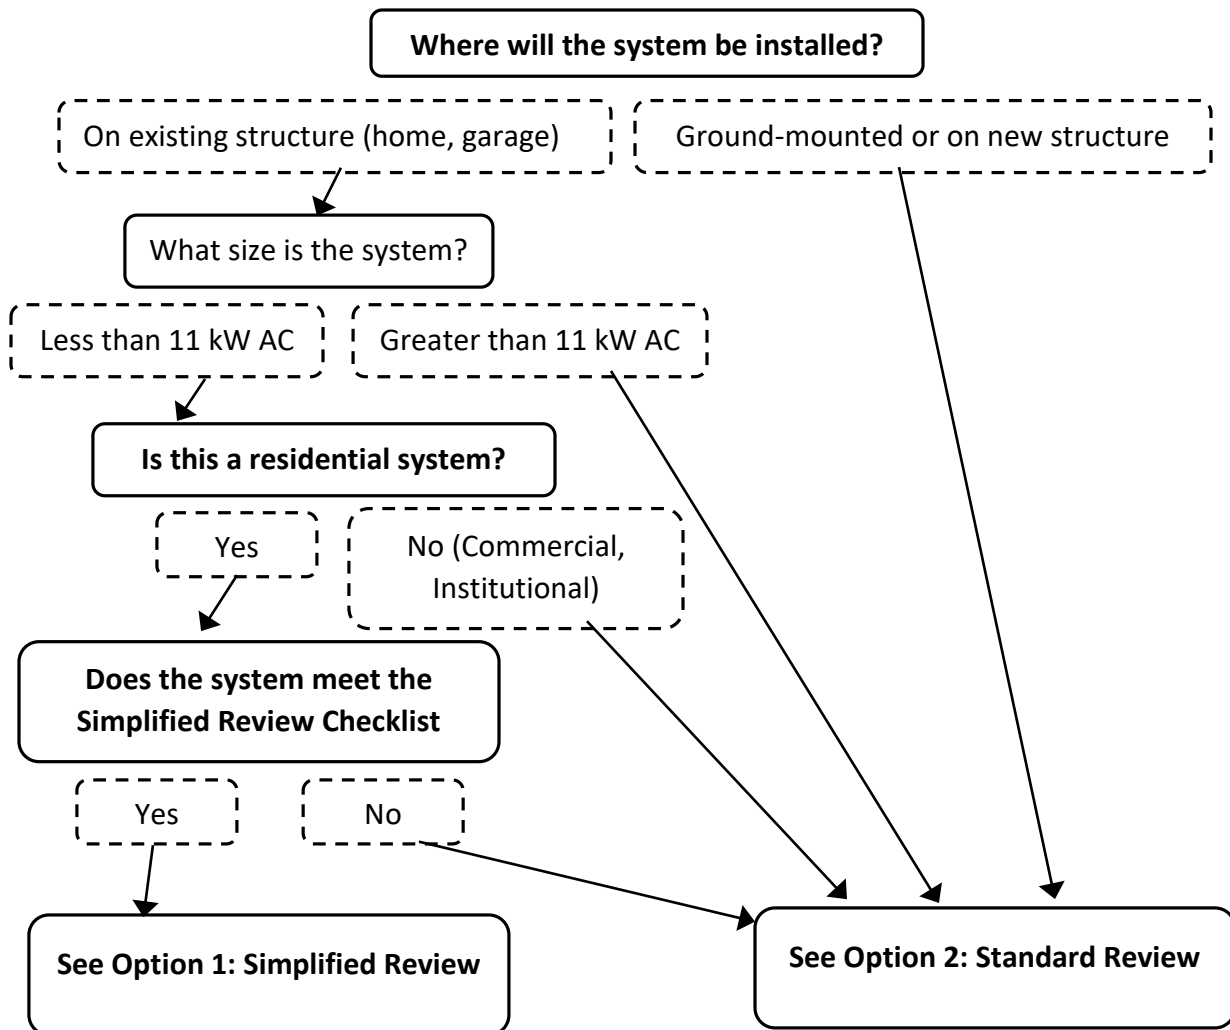 Where will the system be installed?
On existing structure (home, garage)
Ground-mounted or on new structure
What size is the system?
Less than 11 kW AC
Greater than 11 kW AC
Is this a residential system?
Yes
No (Commercial,
Institutional)
Does the system meet the
Simplified Review Checklist
Yes
No
See Option 1: Simplified Review
See Option 2: Standard Review